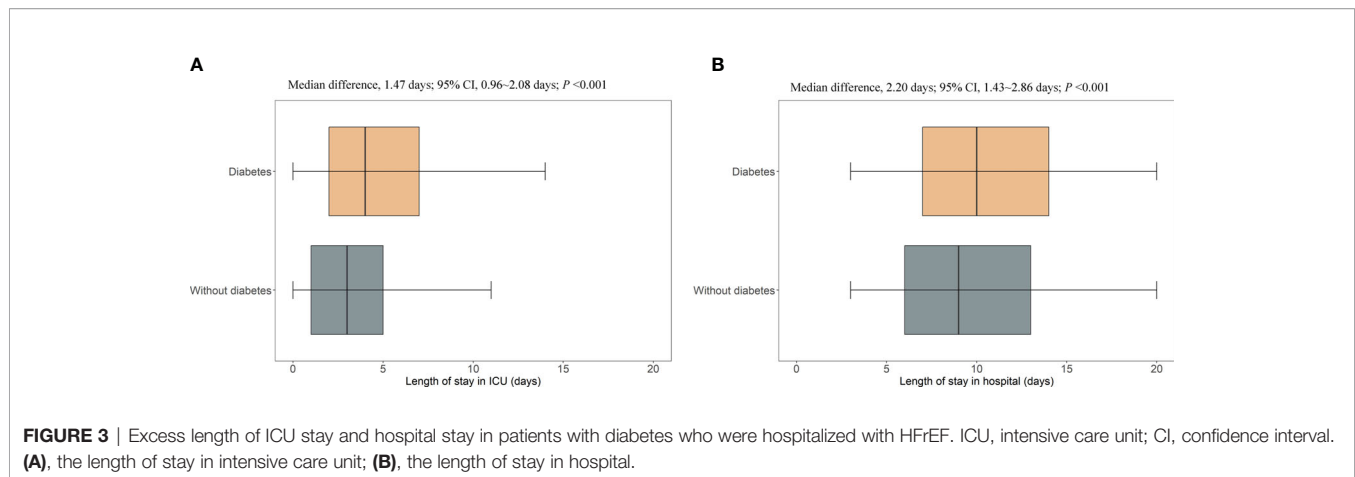 A
Median difference, 1.47 days; 95% CI, 0.96~2.08 days; P <0.001
Diabetes
Without diabetes
0 5 10 15 20
Length of stay in ICU (days)
B
Median difference, 2.20 days; 95% CI, 1.43~2.86 days; P <0.001
Diabetes
Without diabetes
0 5 10 15 20
Length of stay in hospital (days)
FIGURE 3 | Excess length of ICU stay and hospital stay in patients with diabetes who were hospitalized with HFrEF. ICU, intensive care unit; CI, confidence interval.
(A), the length of stay in intensive care unit; (B), the length of stay in hospital.